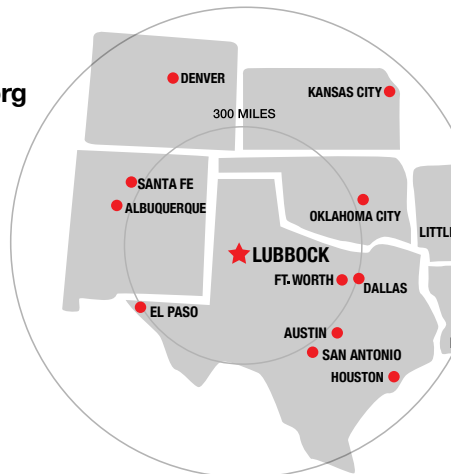 DENVER
rg
KANSAS CITY
300 MILES
SANTA FE
ALBUQUERQUE
OKLAHOMA CITY
LITTL
LUBBOCK
FT. WORTH
DALLAS
EL PASO
AUSTIN
SAN ANTONIO
HOUSTON